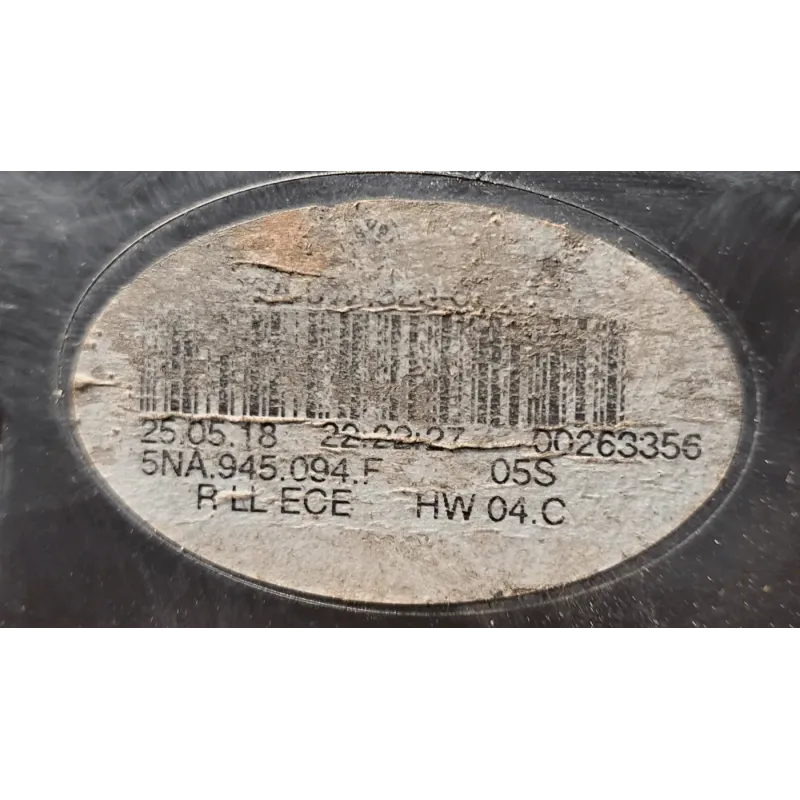 25.05.18 22:22:27 00263356
5NA.945.094.F 05S
R LL ECE HW 04.C